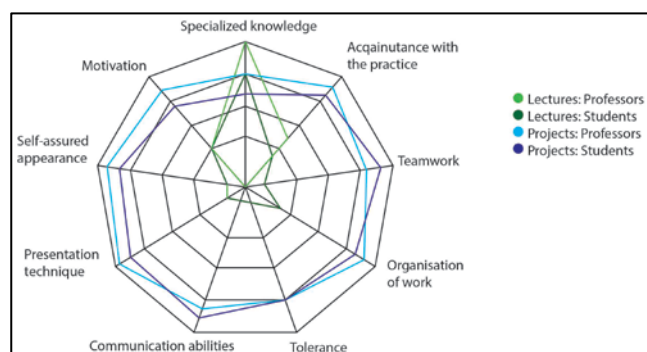 Specialized knowledge
Motivation
Acqainutance with
the practice
Self-assured
appearance
Teamwork
Presentation
technique
Organisation
of work
Communication abilities
Tolerance
Lectures: Professors
Lectures: Students
Projects: Professors
Projects: Students